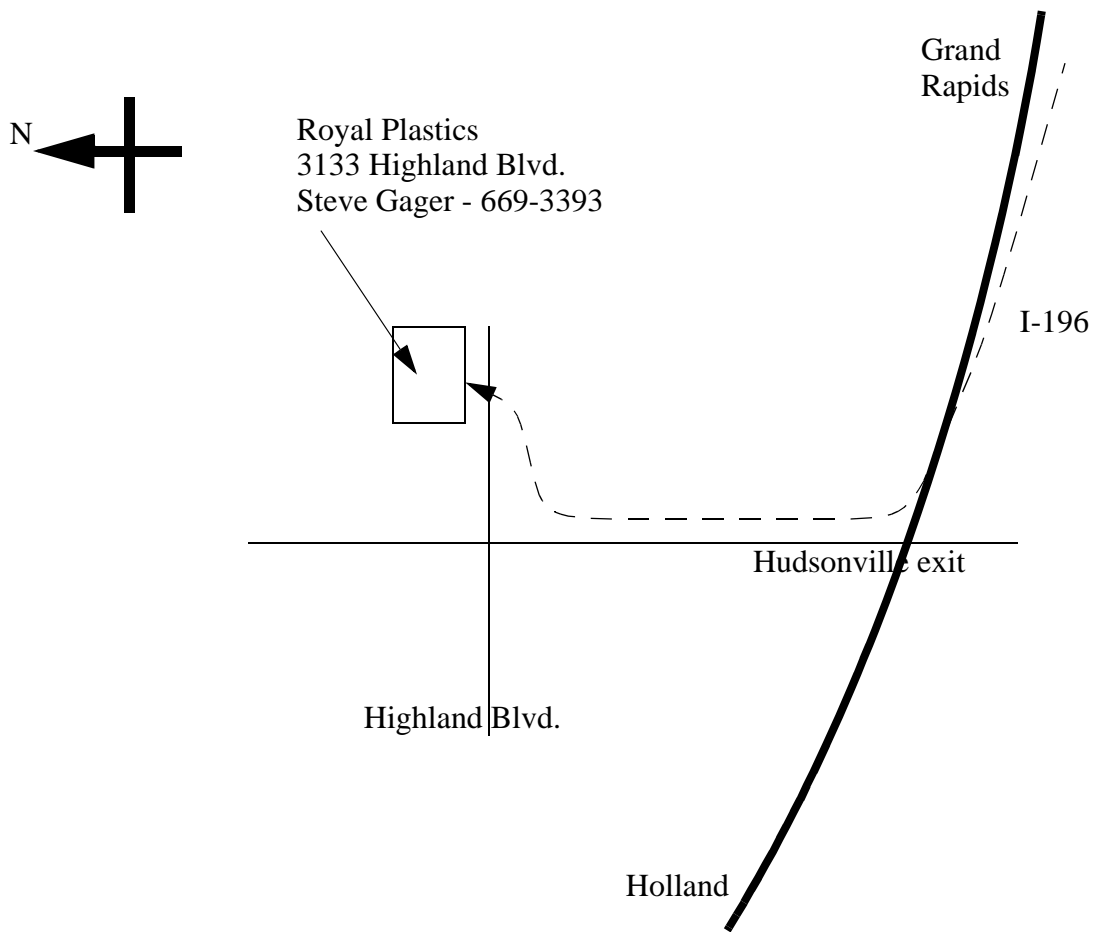 Grand
Rapids
N
Royal Plastics
3133 Highland Blvd.
Steve Gager - 669-3393
I-196
Hudsonville exit
Highland Blvd.
Holland